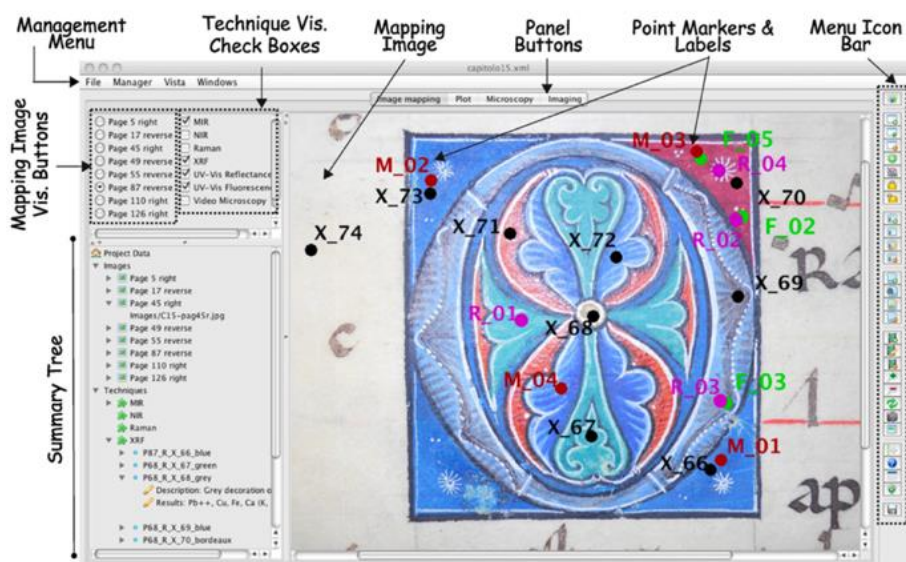 Management Menu
Technique Vis. Check Boxes
Mapping Image
Panel Buttons
Point Markers & Labels
Menu Icon Bar
capitolo15.xml
File Manager Vista Windows
Image mapping Plot Microscopy Imaging
Mapping Image Vis. Buttons
Page 5 right
Page 17 reverse
Page 45 right
Page 49 reverse
Page 55 reverse
Page 87 reverse
Page 110 right
Page 126 right
MIR
NIR
Raman
XRF
UV-Vis Reflectance
UV-Vis Fluorescen
Video Microscopy
Summary Tree
Project Data
Images
Page 5 right
Page 17 reverse
Page 45 right
Images/C15-pag45r.jpg
Page 49 reverse
Page 55 reverse
Page 87 reverse
Page 110 right
Page 126 right
Techniques
MIR
NIR
Raman
XRF
P87_R_X_66_blue
P68_R_X_67_green
P68_R_X_68_grey
Description: Grey decoration o
Results: Pb++, Cu, Fe, Ca (K,
P68_R_X_69_blue
P68_R_X_70_bordeaux
M_03 F_05
M_02 R_04
X_73 X_70
X_74 X_71 X_72 R_02 F_02
X_69
R_01 X_68
M_04 R_03 F_03
X_67 M_01
X_66
ap